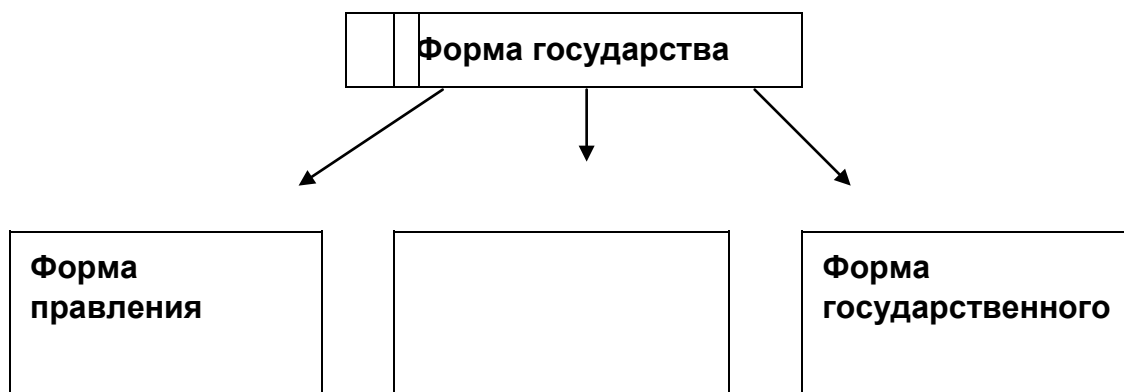 Форма государства
Форма
правления
Форма
государственного